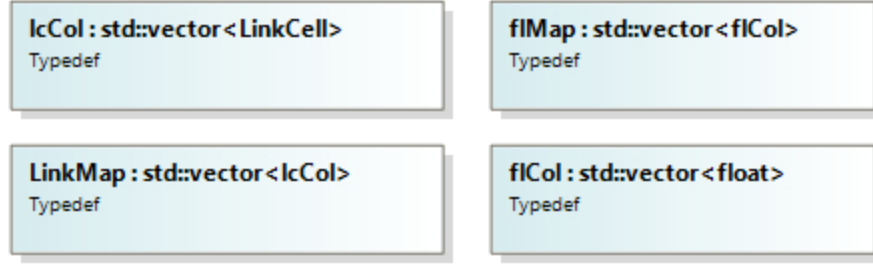 lcCol : std::vector<LinkCell>
Typedef
flMap : std::vector<flCol>
Typedef
LinkMap : std::vector<lcCol>
Typedef
flCol : std::vector<float>
Typedef